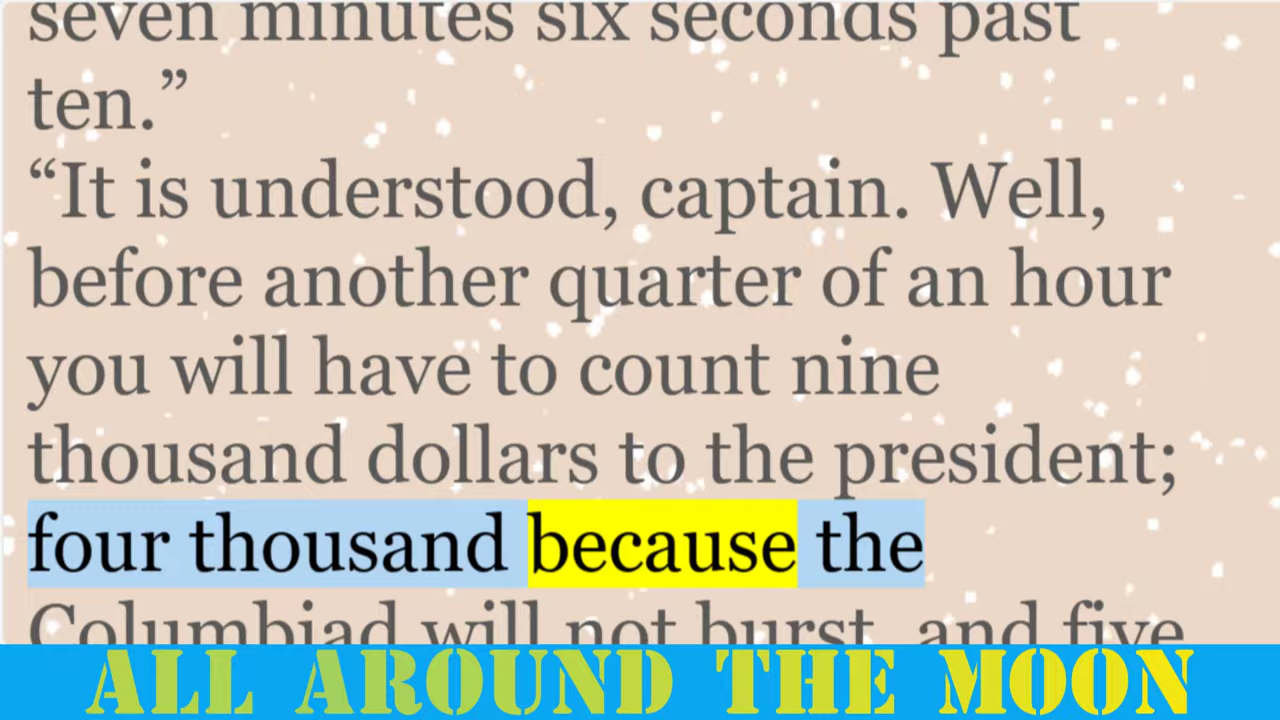 seven minutes six seconds past
ten.”
“It is understood, captain. Well,
before another quarter of an hour
you will have to count nine
thousand dollars to the president;
four thousand because the
Columbiad will not burst, and five
ALL AROUND THE MOON